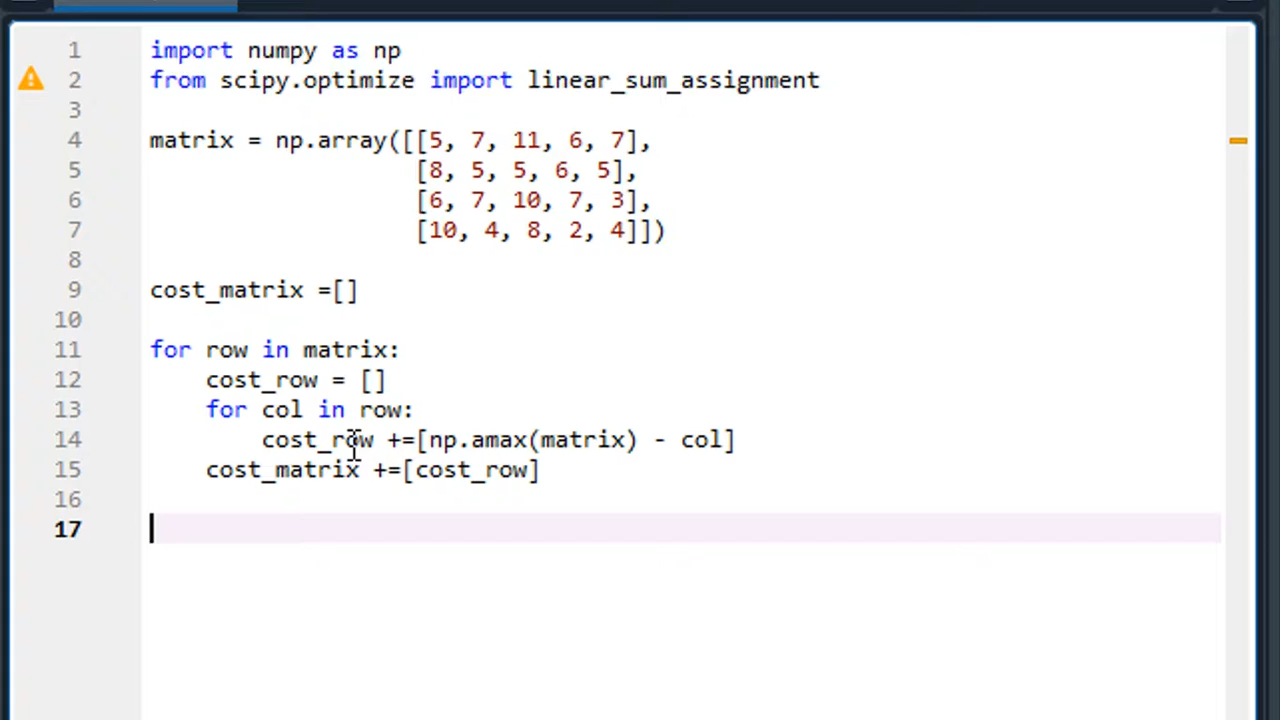 1 import numpy as np
2 from scipy.optimize import linear_sum_assignment
3
4 matrix = np.array([[5, 7, 11, 6, 7],
5 [8, 5, 5, 6, 5],
6 [6, 7, 10, 7, 3],
7 [10, 4, 8, 2, 4]])
8
9 cost_matrix =[]
10
11 for row in matrix:
12 cost_row = []
13 for col in row:
14 cost_row +=[np.amax(matrix) - col]
15 cost_matrix +=[cost_row]
16
17